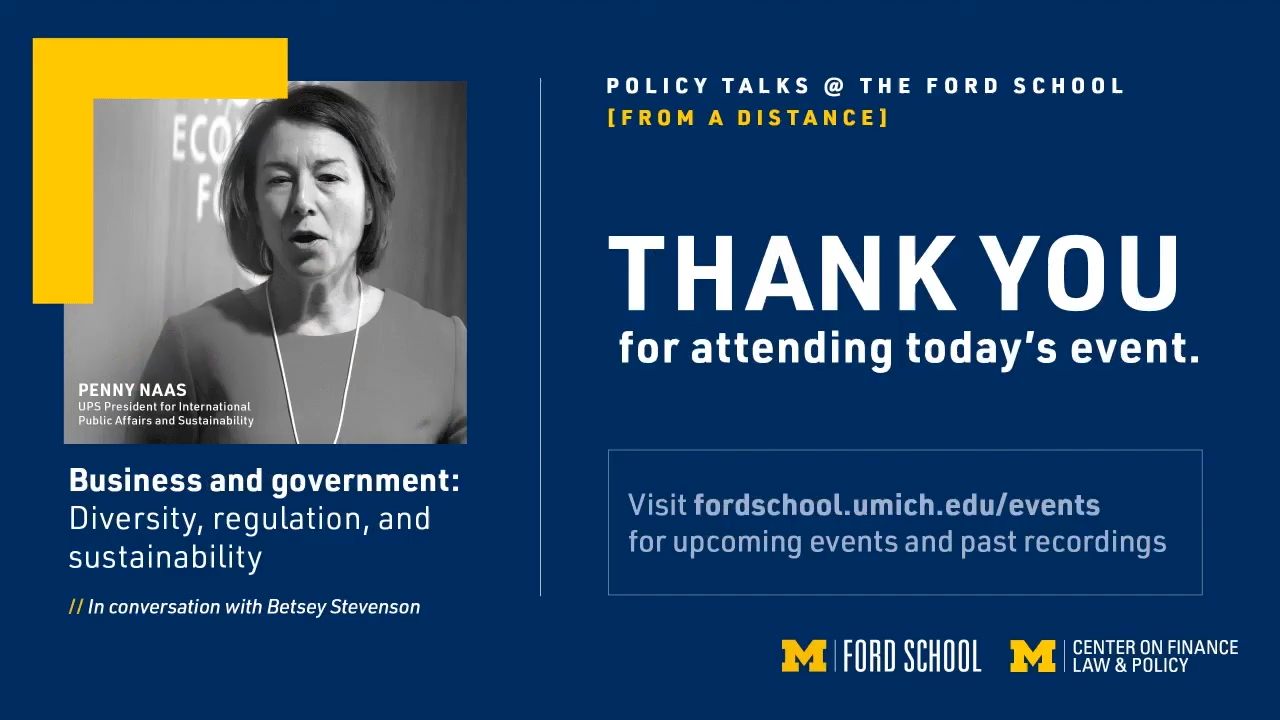 ECO
PENNY NAAS
UPS President for International
Public Affairs and Sustainability
Business and government:
Diversity, regulation, and
sustainability
// In conversation with Betsey Stevenson
POLICY TALKS @ THE FORD SCHOOL
[FROM A DISTANCE]
THANK YOU
for attending today's event.
Visit fordschool.umich.edu/events
for upcoming events and past recordings
M | FORD SCHOOL
M | CENTER ON FINANCE
LAW & POLICY